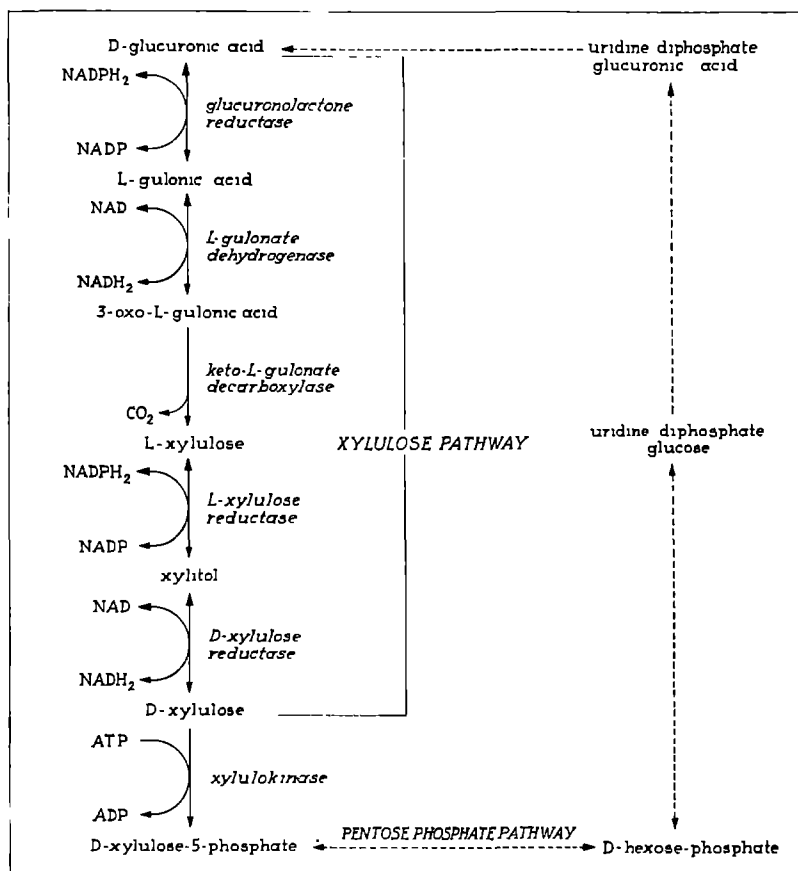 D-glucuronic acid
uridine diphosphate
glucuronic acid
NADPH₂
glucuronolactone
reductase
NADP
L-gulonic acid
NAD
L-gulonate
dehydrogenase
NADH₂
3-oxo-L-gulonic acid
keto-L-gulonate
decarboxylase
CO₂
L-xylulose
XYLULOSE PATHWAY
uridine diphosphate
glucose
NADPH₂
L-xylulose
reductase
NADP
xylitol
NAD
D-xylulose
reductase
NADH₂
D-xylulose
ATP
xylulokinase
ADP
D-xylulose-5-phosphate
PENTOSE PHOSPHATE PATHWAY
D-hexose-phosphate